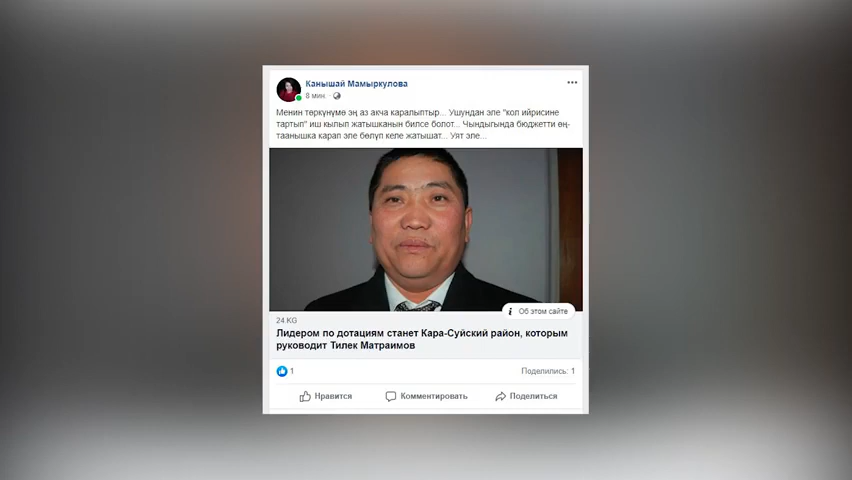 Канышай Мамыркулова
8 мин. ·
Менин төркүнүмө эң аз акча каралыптыр... Ушундан эле "кол ийрисине
тартып" иш кылып жатышканын билсе болот... Чындыгында бюджетти өң-
таанышка карап эле бөлүп келе жатышат... Уят эле...
Об этом сайте
24.KG
Лидером по дотациям станет Кара-Суйский район, которым
руководит Тилек Матраимов
1
Поделились: 1
Нравится
Комментировать
Поделиться